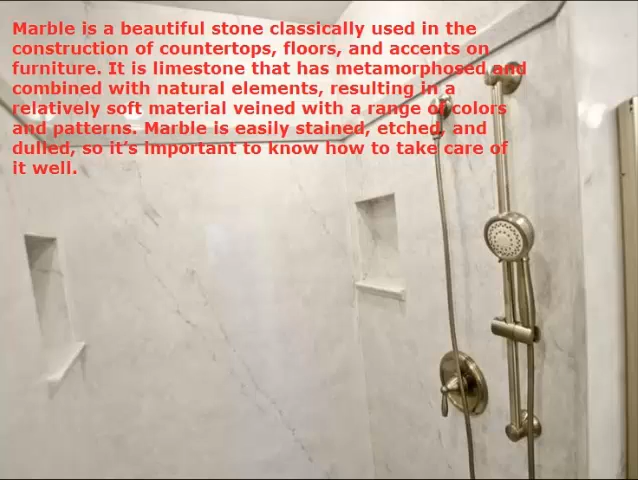 Marble is a beautiful stone classically used in the
construction of countertops, floors, and accents on
furniture. It is limestone that has metamorphosed and
combined with natural elements, resulting in a
relatively soft material veined with a range of colors
and patterns. Marble is easily stained, etched, and
dulled, so it’s important to know how to take care of
it well.